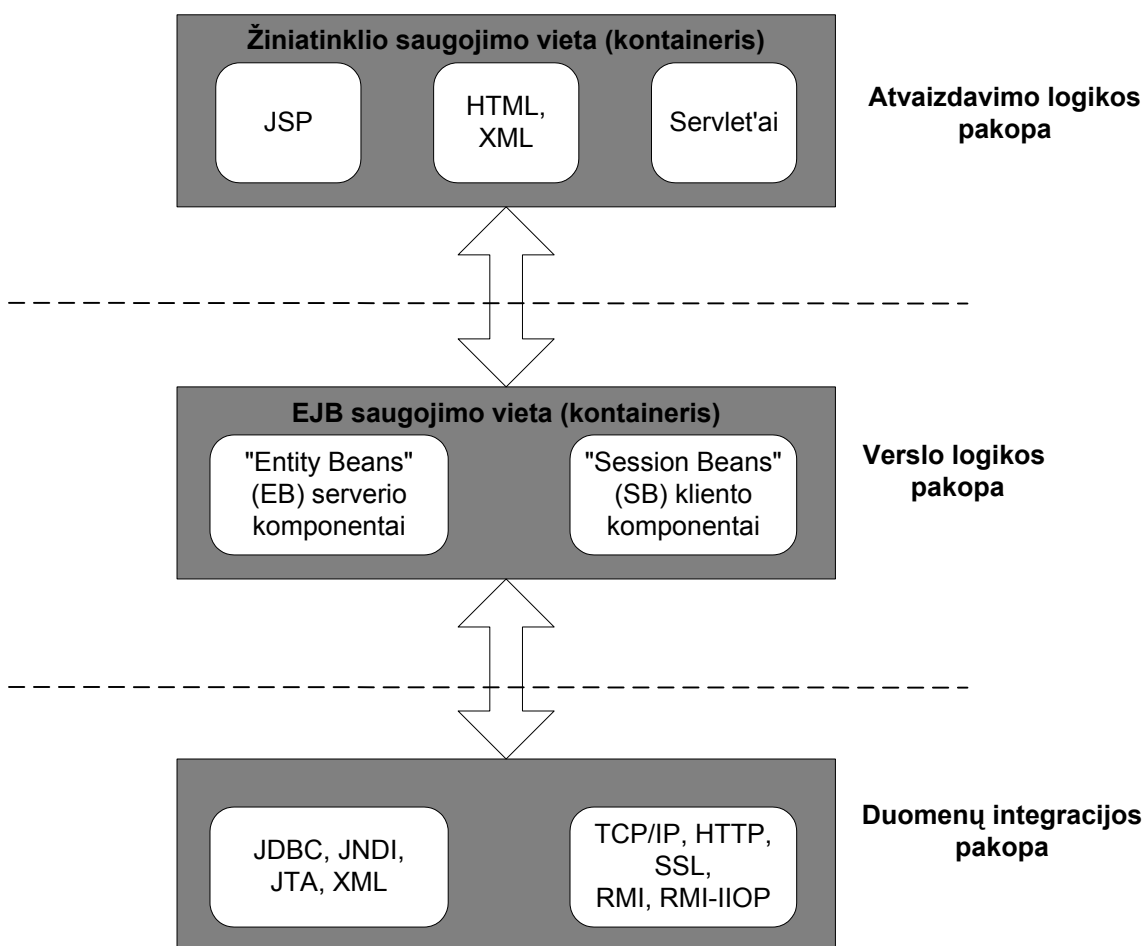 Žiniatinklio saugojimo vieta (kontaineris)
JSP
HTML,
XML
Servlet'ai
Atvaizdavimo logikos
pakopa
EJB saugojimo vieta (kontaineris)
"Entity Beans"
(EB) serverio
komponentai
"Session Beans"
(SB) kliento
komponentai
Verslo logikos
pakopa
JDBC, JNDI,
JTA, XML
TCP/IP, HTTP,
SSL,
RMI, RMI-IIOP
Duomenų integracijos
pakopa